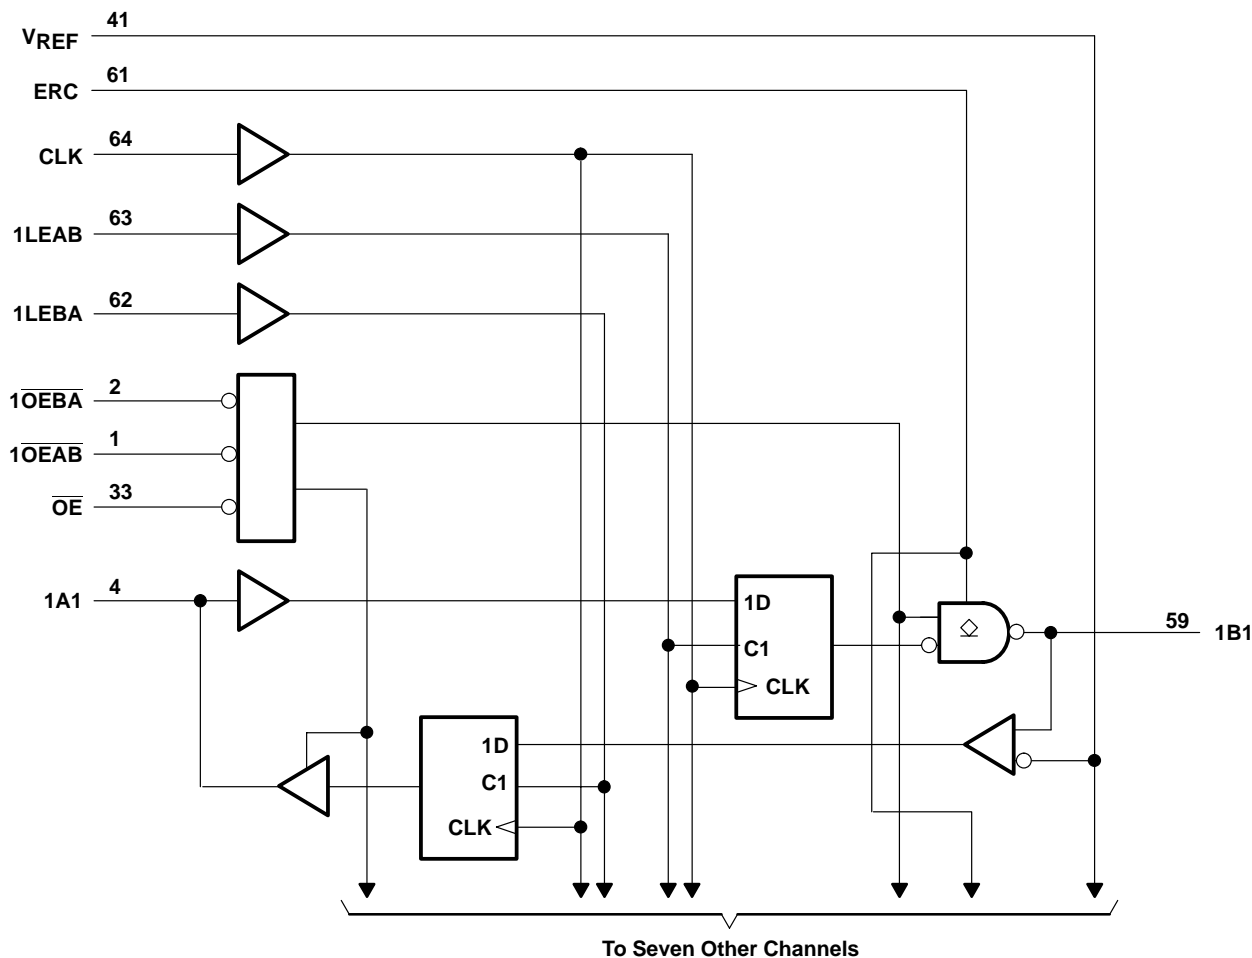 VREF 41
ERC 61
CLK 64
1LEAB 63
1LEBA 62
1OEBA 2
1OEAB 1
OE 33
1A1 4
1D
C1
CLK
59 1B1
1D
C1
CLK
To Seven Other Channels